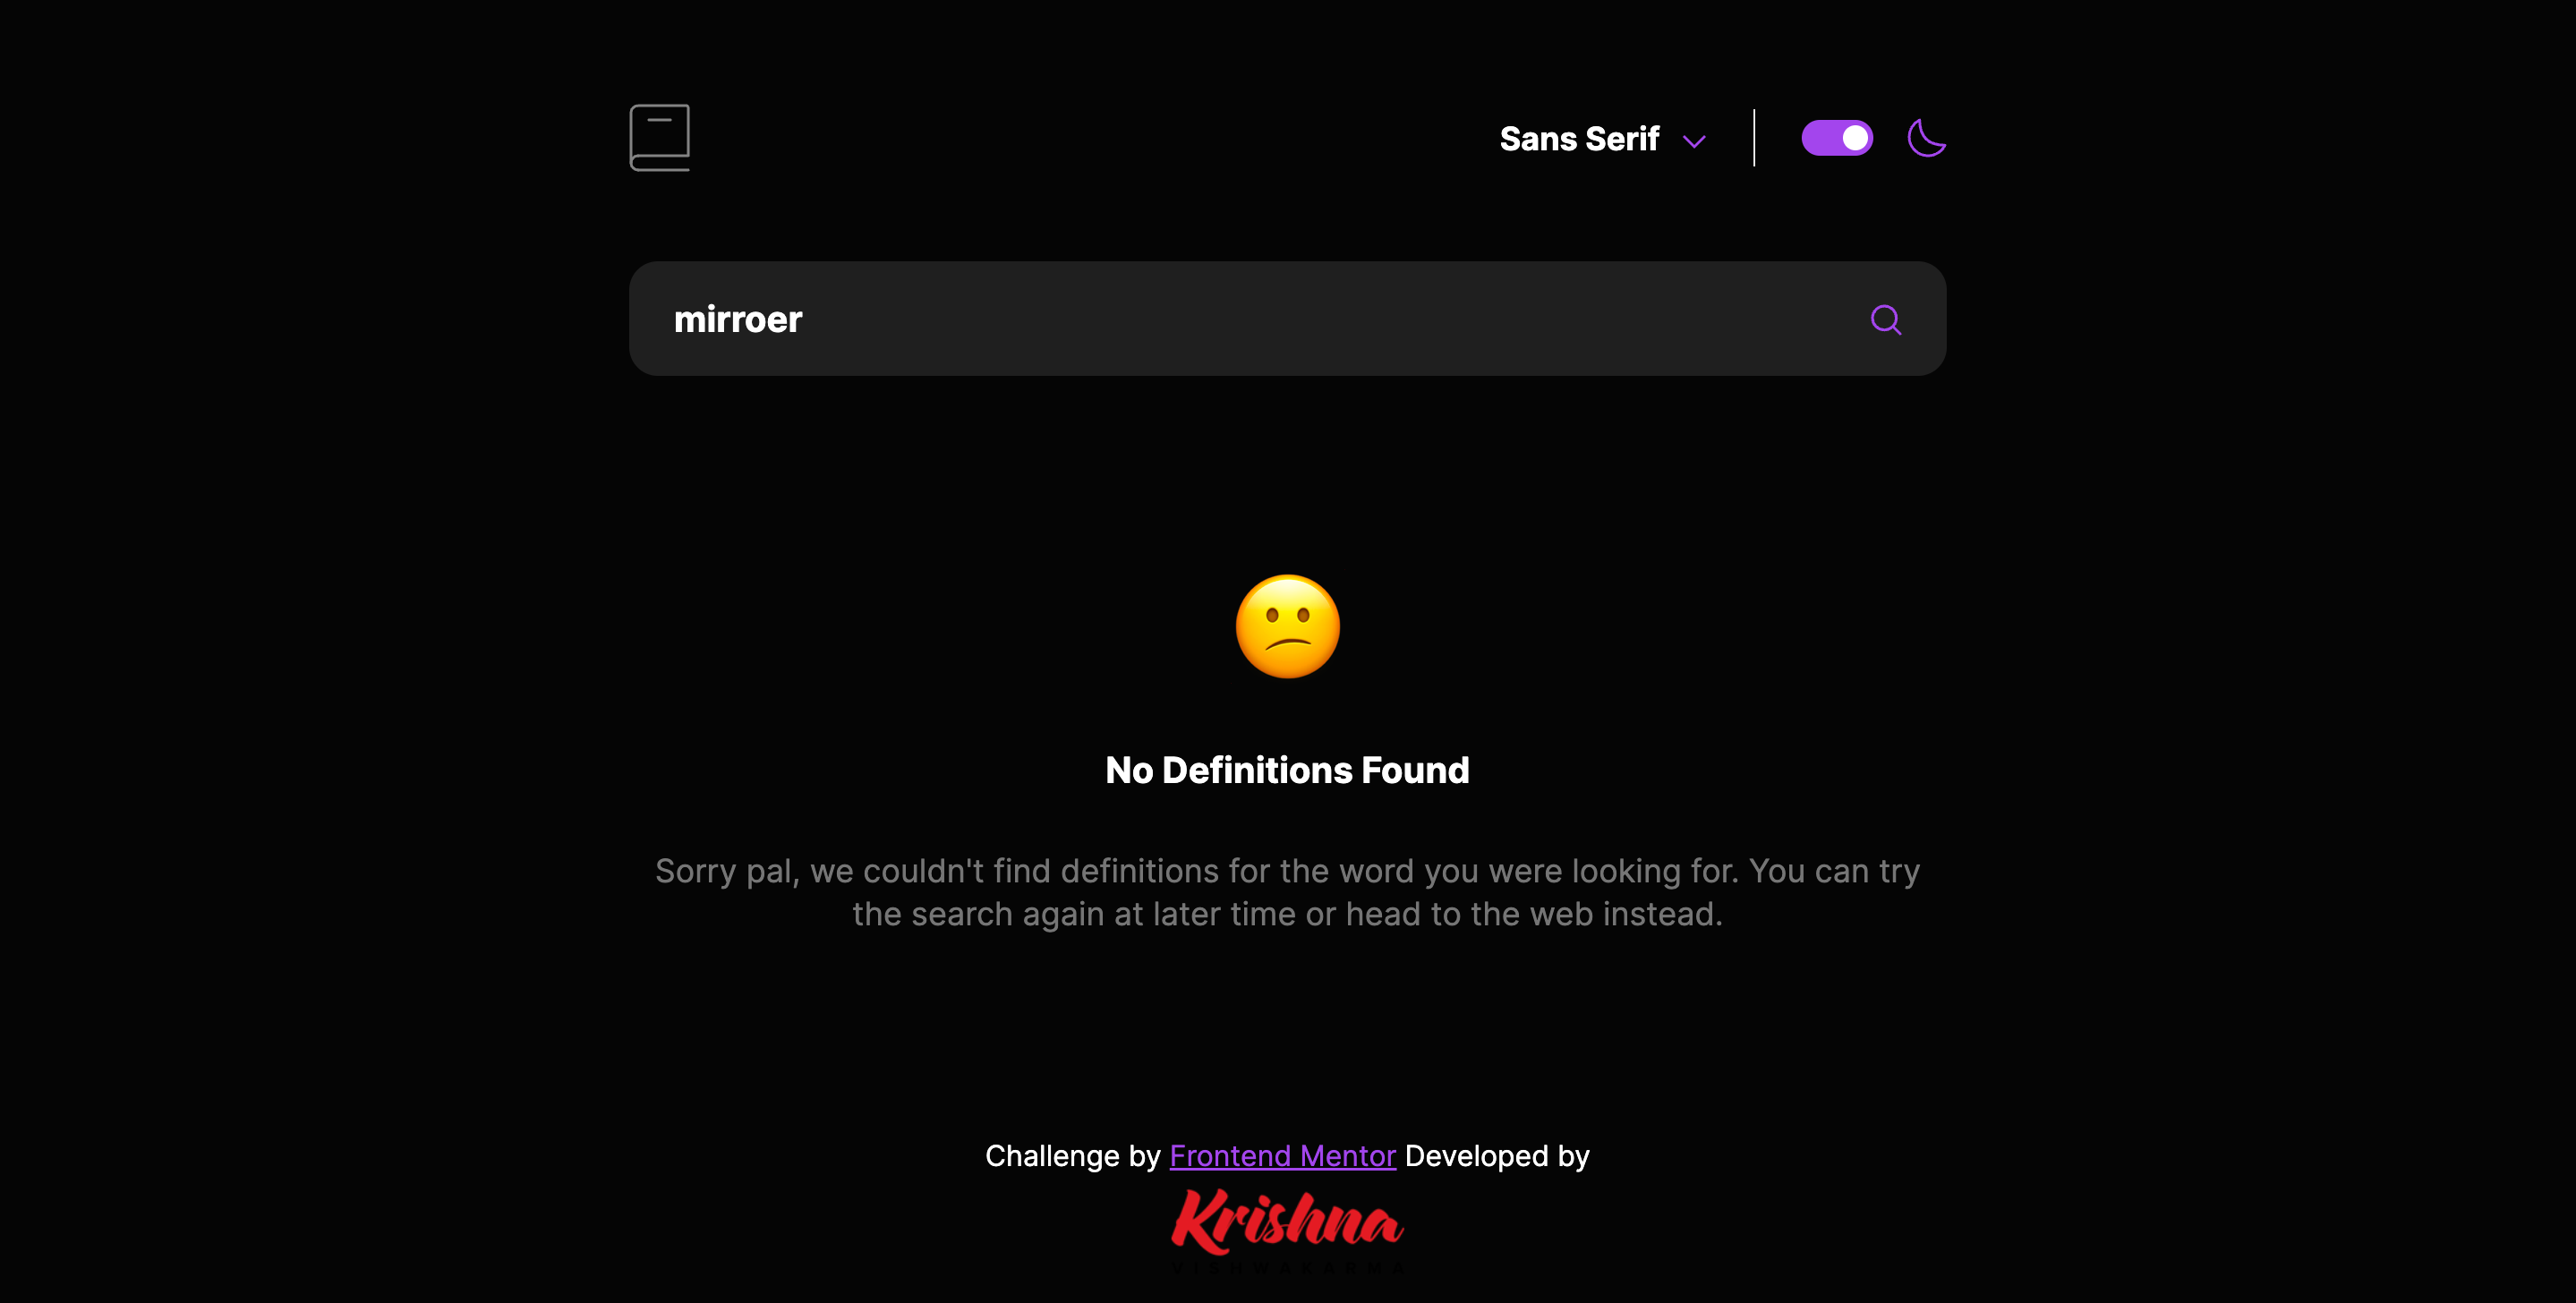 Sans Serif
mirroer
No Definitions Found
Sorry pal, we couldn't find definitions for the word you were looking for. You can try
the search again at later time or head to the web instead.
Challenge by Frontend Mentor Developed by
Krishna
VISHWAKARMA